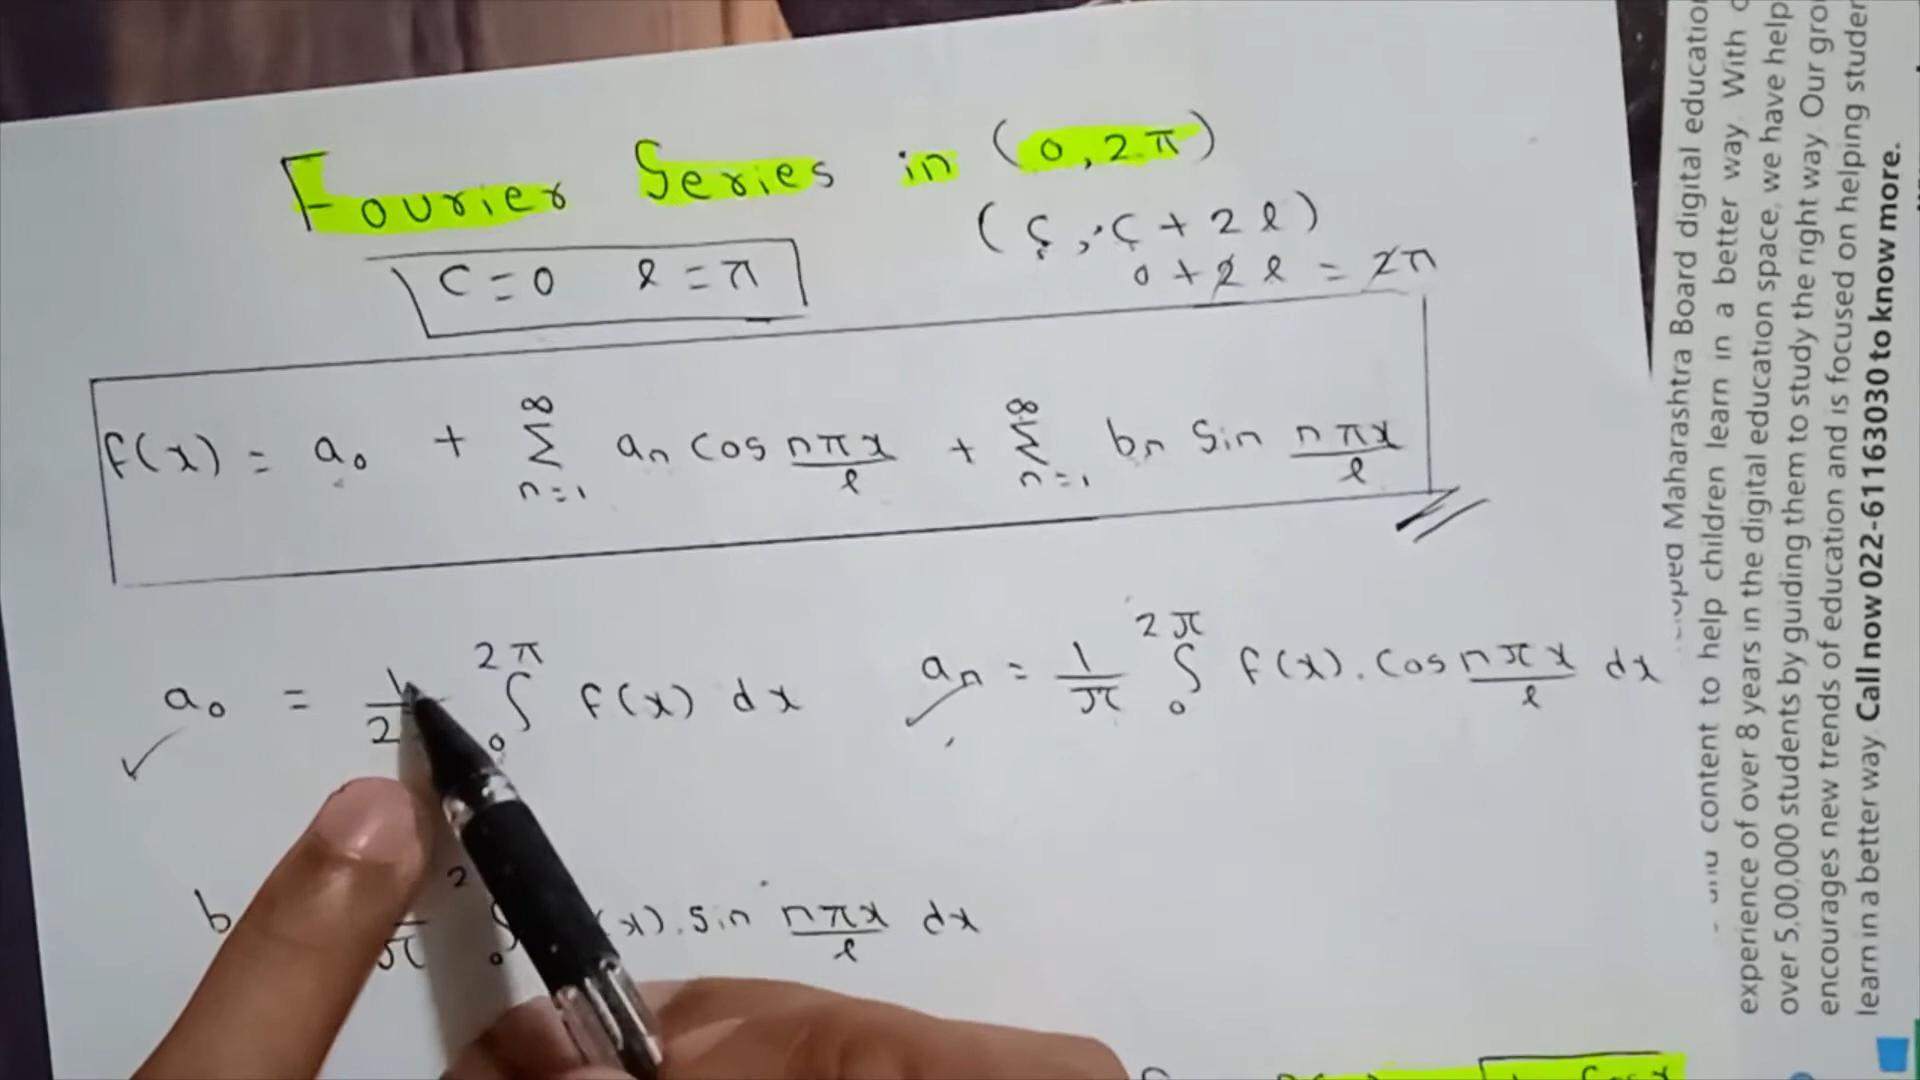 Fourier Series in (0, 2π)
(c, c + 2l)
c = 0 l = π
0 + 2l = 2π
f(x) = a₀ + ∑ₙ₌₁^∞ aₙ cos nπx/l + ∑ₙ₌₁^∞ bₙ sin nπx/l
a₀ = 1/2 ∫₀^2π f(x) dx
aₙ = 1/π ∫₀^2π f(x). cos nπx/l dx
b /π ∫₀^2 (x). sin nπx/l dx
Maharashtra Board digital education
content to help children learn in a better way. With
experience of over 8 years in the digital education space, we have help
over 5,00,000 students by guiding them to study the right way. Our gro
encourages new trends of education and is focused on helping studen
learn in a better way. Call now 022-61163030 to know more.